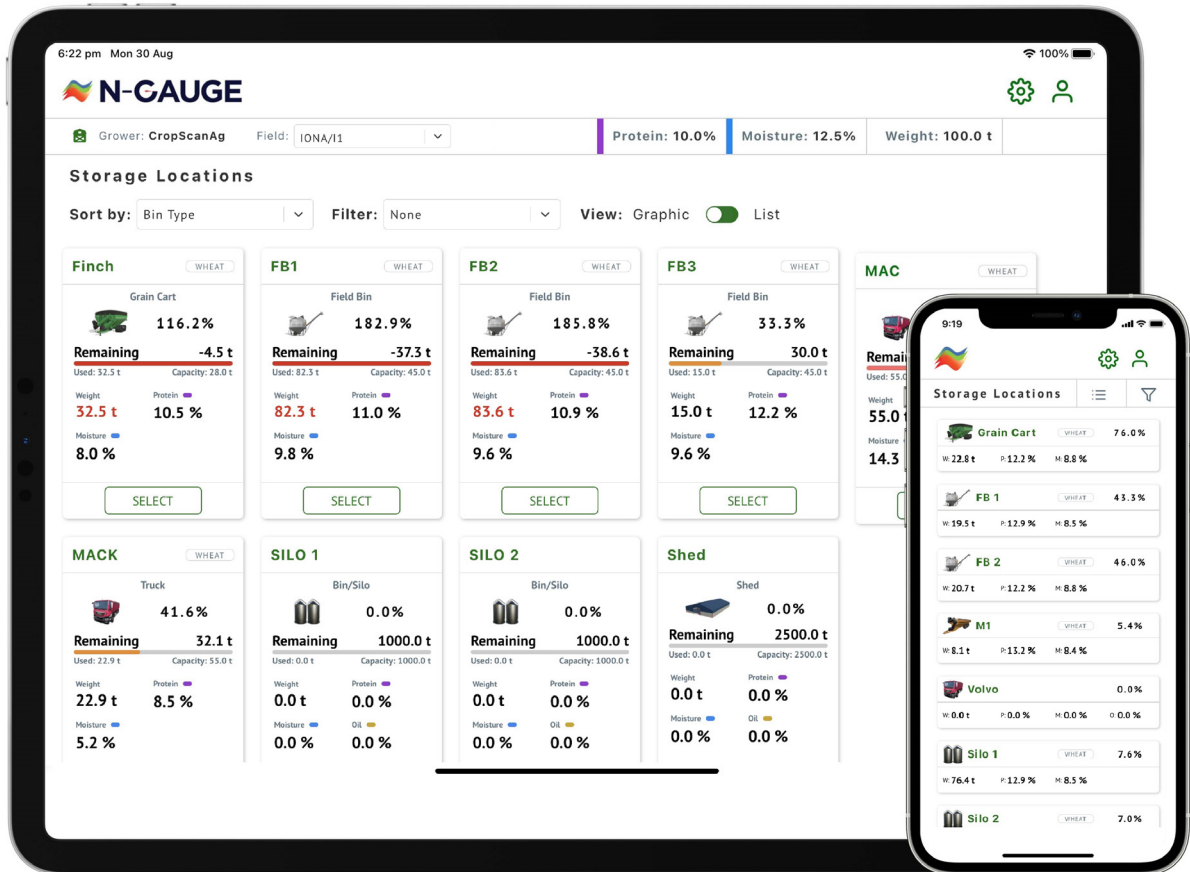 6:22 pm Mon 30 Aug
100%
N-GAUGE
Grower: CropScanAg Field: IONA/I1 Protein: 10.0% Moisture: 12.5% Weight: 100.0 t
Storage Locations
Sort by: Bin Type Filter: None View: Graphic List
Finch WHEAT
Grain Cart
116.2%
Remaining -4.5 t
Used: 32.5 t Capacity: 28.0 t
Weight Protein
32.5 t 10.5 %
Moisture
8.0 %
SELECT
FB1 WHEAT
Field Bin
182.9%
Remaining -37.3 t
Used: 82.3 t Capacity: 45.0 t
Weight Protein
82.3 t 11.0 %
Moisture
9.8 %
SELECT
FB2 WHEAT
Field Bin
185.8%
Remaining -38.6 t
Used: 83.6 t Capacity: 45.0 t
Weight Protein
83.6 t 10.9 %
Moisture
9.6 %
SELECT
FB3 WHEAT
Field Bin
33.3%
Remaining 30.0 t
Used: 15.0 t Capacity: 45.0 t
Weight Protein
15.0 t 12.2 %
Moisture
9.6 %
SELECT
MAC WHEAT
Remai
Used: 55.0
Weight
55.0
Moisture
14.3
MACK WHEAT
Truck
41.6%
Remaining 32.1 t
Used: 22.9 t Capacity: 55.0 t
Weight Protein
22.9 t 8.5 %
Moisture
5.2 %
SILO 1
Bin/Silo
0.0%
Remaining 1000.0 t
Used: 0.0 t Capacity: 1000.0 t
Weight Protein
0.0 t 0.0 %
Moisture Oil
0.0 % 0.0 %
SILO 2
Bin/Silo
0.0%
Remaining 1000.0 t
Used: 0.0 t Capacity: 1000.0 t
Weight Protein
0.0 t 0.0 %
Moisture Oil
0.0 % 0.0 %
Shed
Shed
0.0%
Remaining 2500.0 t
Used: 0.0 t Capacity: 2500.0 t
Weight Protein
0.0 t 0.0 %
Moisture Oil
0.0 % 0.0 %
9:19
Storage Locations
Grain Cart WHEAT 76.0%
W: 22.8 t P: 12.2 % M: 8.8 %
FB 1 WHEAT 43.3%
W: 19.5 t P: 12.9 % M: 8.5 %
FB 2 WHEAT 46.0%
W: 20.7 t P: 12.2 % M: 8.8 %
M1 WHEAT 5.4%
W: 8.1 t P: 13.2 % M: 8.4 %
Volvo 0.0%
W: 0.0 t P: 0.0 % M: 0.0 % O: 0.0 %
Silo 1 WHEAT 7.6%
W: 76.4 t P: 12.9 % M: 8.5 %
Silo 2 WHEAT 7.0%